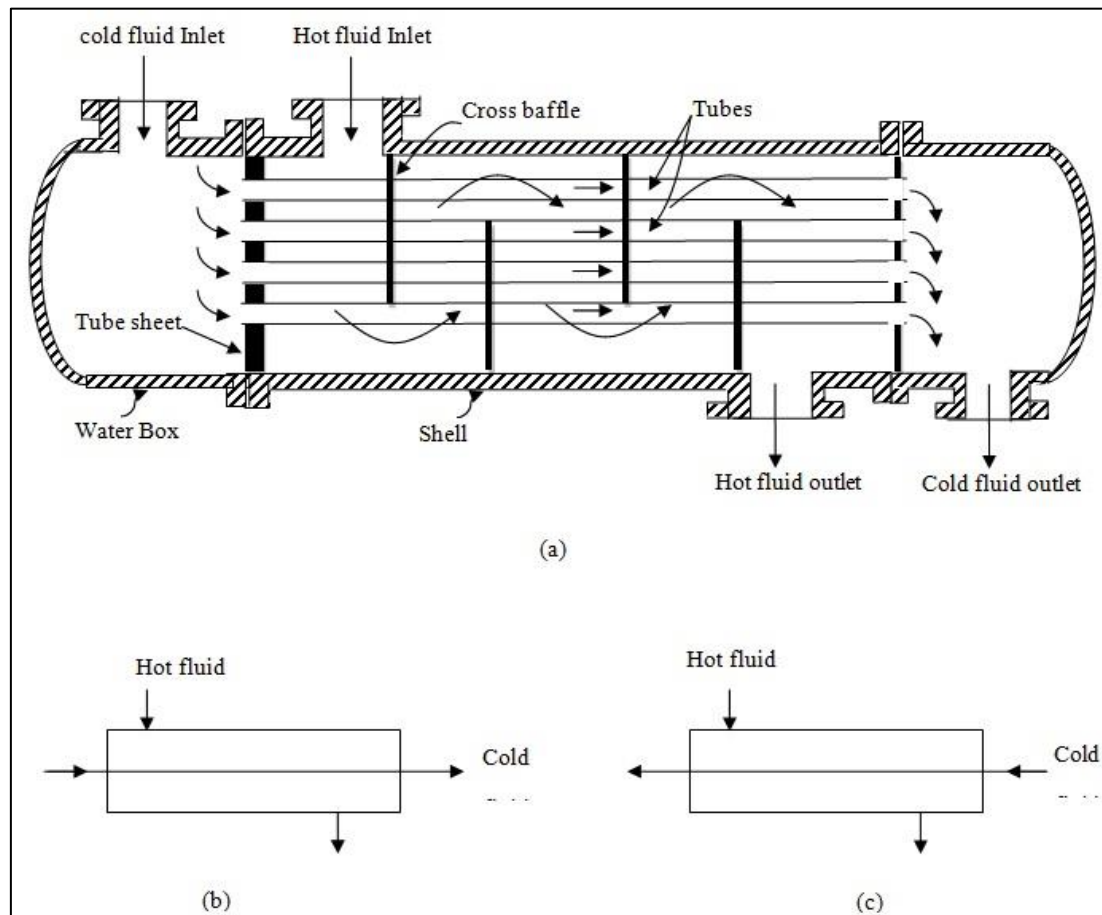 cold fluid Inlet
Hot fluid Inlet
Cross baffle
Tubes
Tube sheet
Water Box
Shell
Hot fluid outlet
Cold fluid outlet
(a)
Hot fluid
Cold
(b)
Hot fluid
Cold
(c)